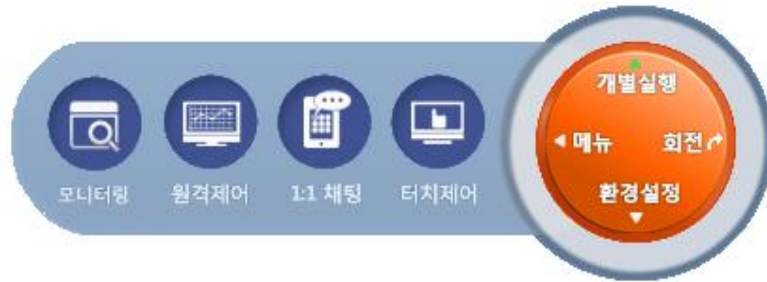 모니터링
원격제어
1:1 채팅
터치제어
개별실행
메뉴
회전
환경설정